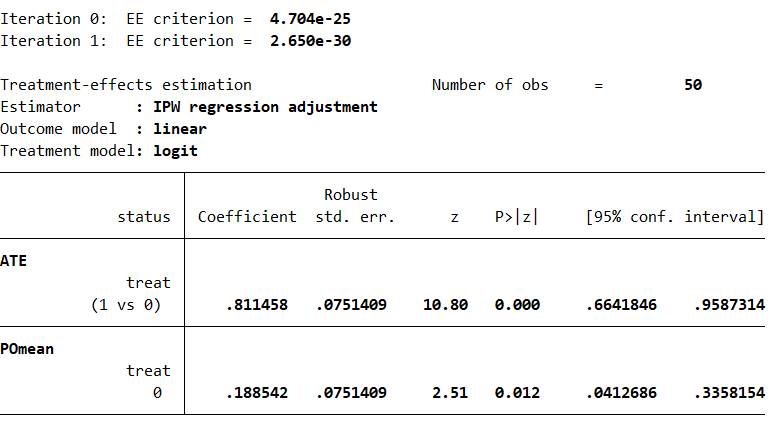 Iteration 0:  EE criterion =  4.704e-25
Iteration 1:  EE criterion =  2.650e-30
Treatment-effects estimation                    Number of obs     =         50
Estimator      : IPW regression adjustment
Outcome model  : linear
Treatment model: logit
Robust
status   Coefficient  std. err.      z    P>|z|     [95% conf. interval]
ATE
treat
(1 vs 0)    .811458   .0751409    10.80   0.000     .6641846    .9587314
POmean
treat
0    .188542   .0751409     2.51   0.012     .0412686    .3358154